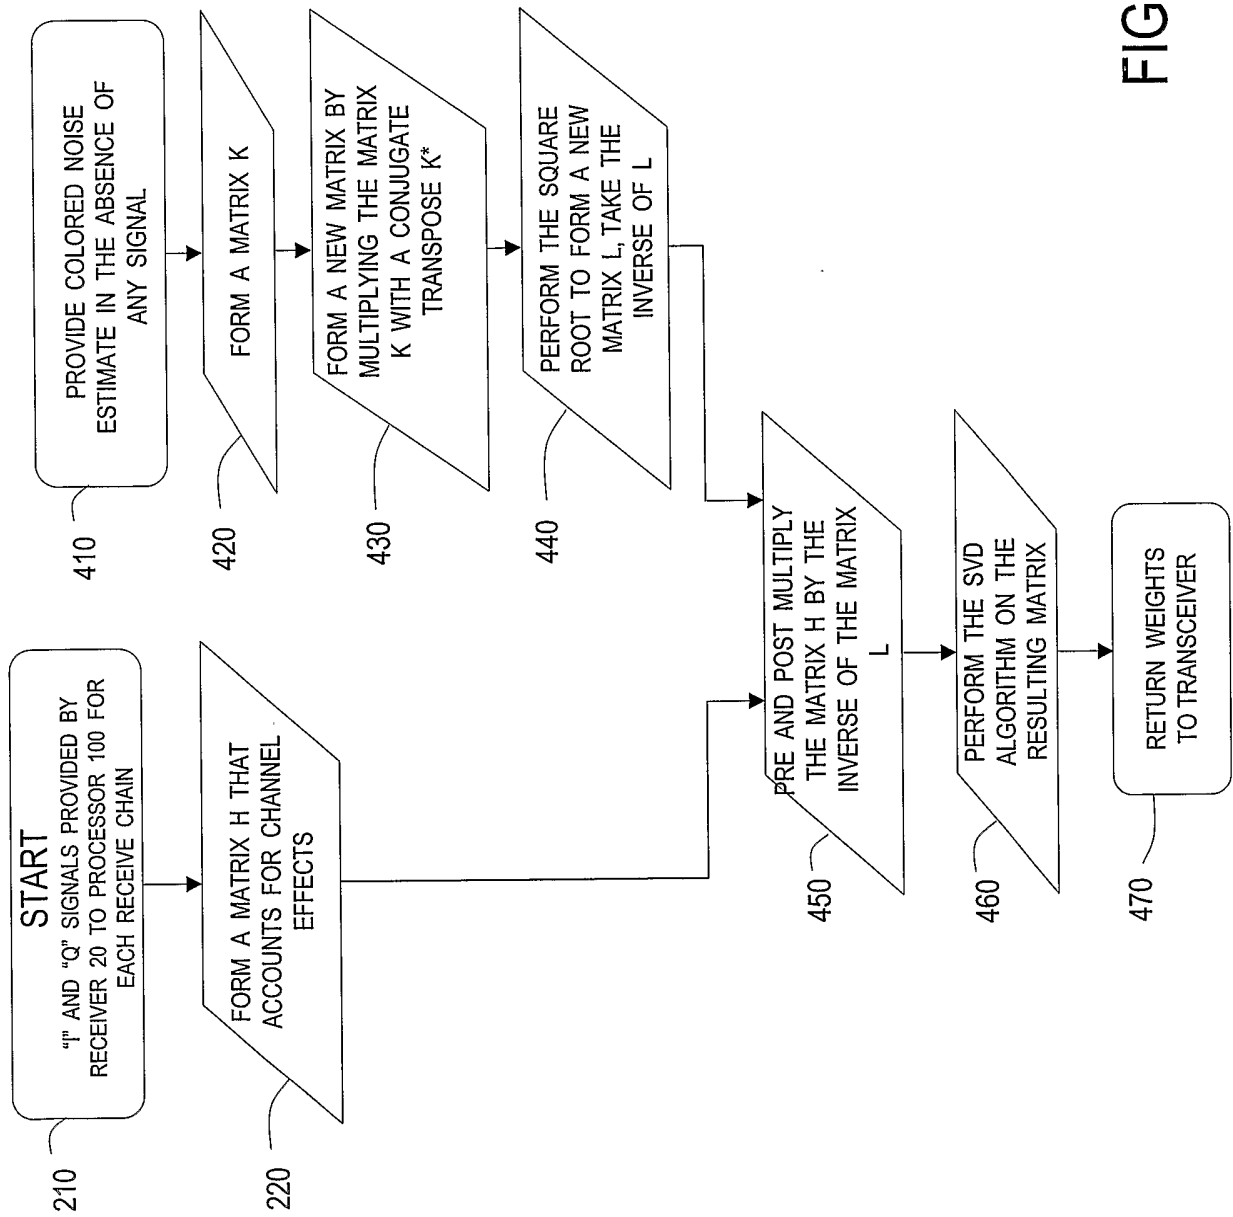 START
"I" AND "Q" SIGNALS PROVIDED BY
RECEIVER 20 TO PROCESSOR 100 FOR
EACH RECEIVE CHAIN
210
FORM A MATRIX H THAT
ACCOUNTS FOR CHANNEL
EFFECTS
220
PROVIDE COLORED NOISE
ESTIMATE IN THE ABSENCE OF
ANY SIGNAL
410
FORM A MATRIX K
420
FORM A NEW MATRIX BY
MULTIPLYING THE MATRIX
K WITH A CONJUGATE
TRANSPOSE K*
430
PERFORM THE SQUARE
ROOT TO FORM A NEW
MATRIX L, TAKE THE
INVERSE OF L
440
PRE AND POST MULTIPLY
THE MATRIX H BY THE
INVERSE OF THE MATRIX
L
450
PERFORM THE SVD
ALGORITHM ON THE
RESULTING MATRIX
460
RETURN WEIGHTS
TO TRANSCEIVER
470
FIG